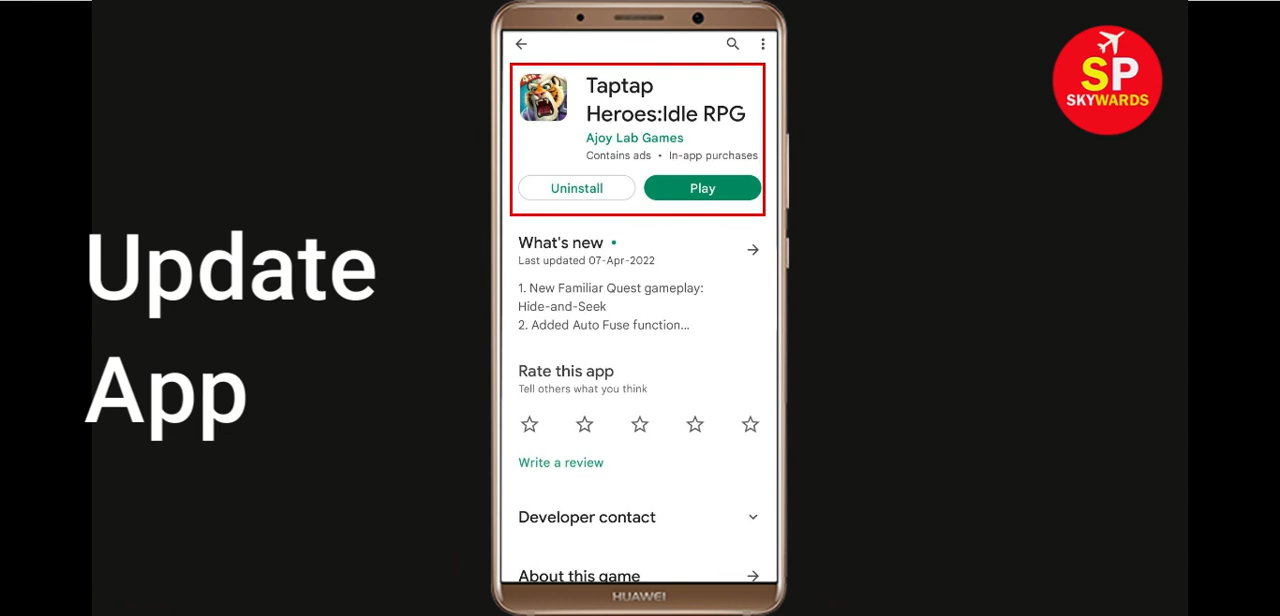 Update
App
Taptap
Heroes:Idle RPG
Ajoy Lab Games
Contains ads • In-app purchases
Uninstall
Play
What's new •
Last updated 07-Apr-2022
1. New Familiar Quest gameplay:
Hide-and-Seek
2. Added Auto Fuse function...
Rate this app
Tell others what you think
Write a review
Developer contact
About this game
HUAWEI
SP
SKYWARDS